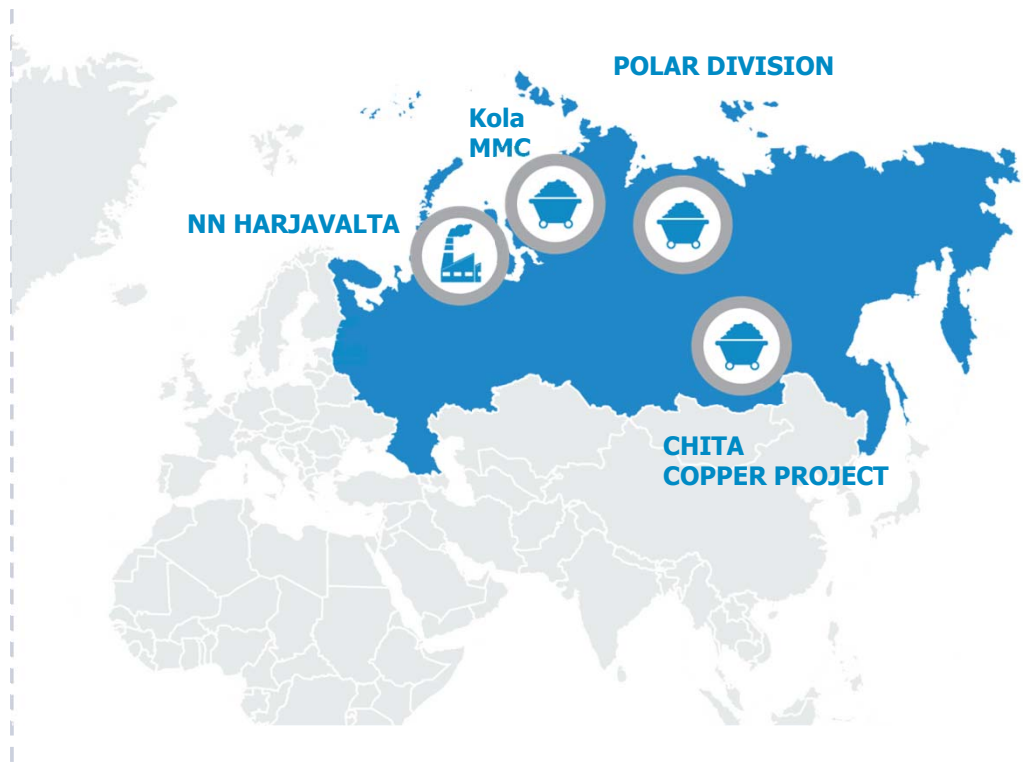 POLAR DIVISION
Kola
MMC
NN HARJAVALTA
CHITA
COPPER PROJECT